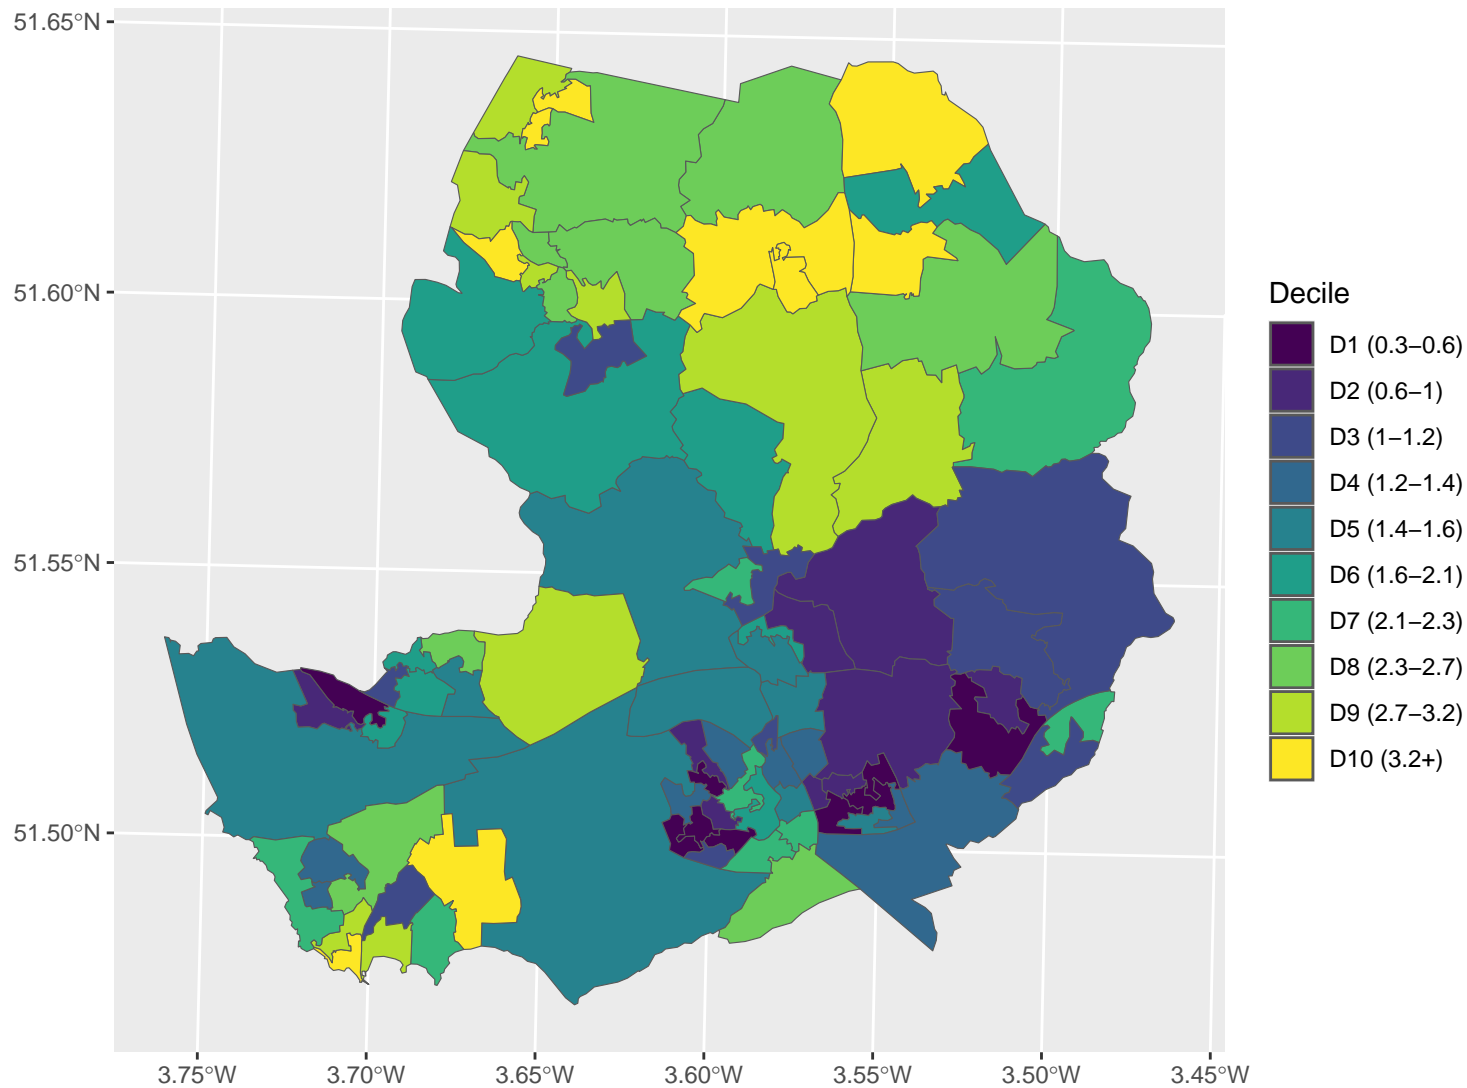 51.65°N
51.60°N
51.55°N
51.50°N
3.75°W
3.70°W
3.65°W
3.60°W
3.55°W
3.50°W
3.45°W
Decile
D1 (0.3−0.6)
D2 (0.6−1)
D3 (1−1.2)
D4 (1.2−1.4)
D5 (1.4−1.6)
D6 (1.6−2.1)
D7 (2.1−2.3)
D8 (2.3−2.7)
D9 (2.7−3.2)
D10 (3.2+)